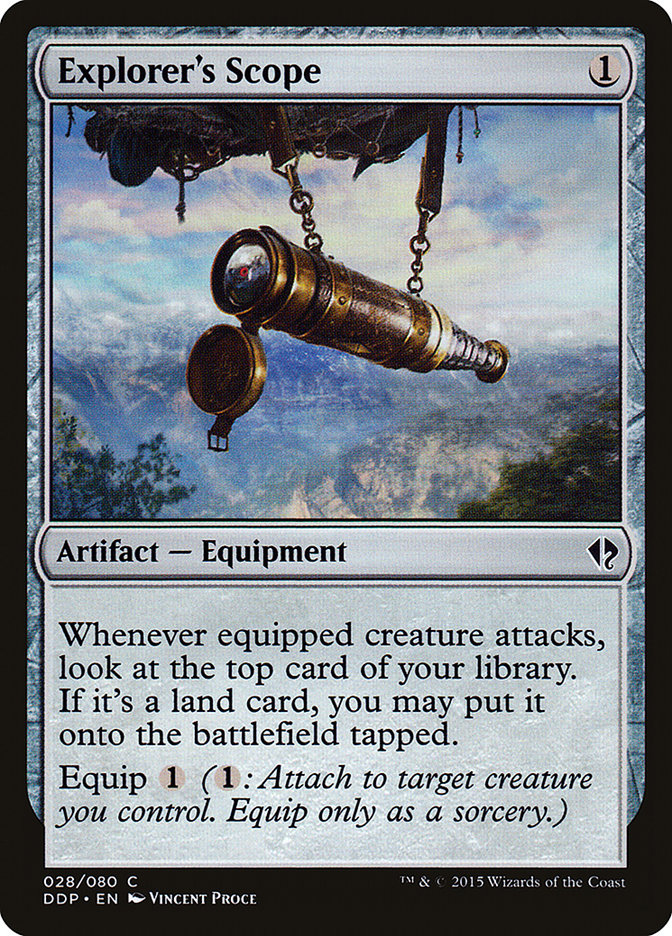 Explorer's Scope 1
Artifact — Equipment
Whenever equipped creature attacks,
look at the top card of your library.
If it's a land card, you may put it
onto the battlefield tapped.
Equip 1 (1: Attach to target creature
you control. Equip only as a sorcery.)
028/080 C ™ & © 2015 Wizards of the Coast
DDP • EN Vincent Proce